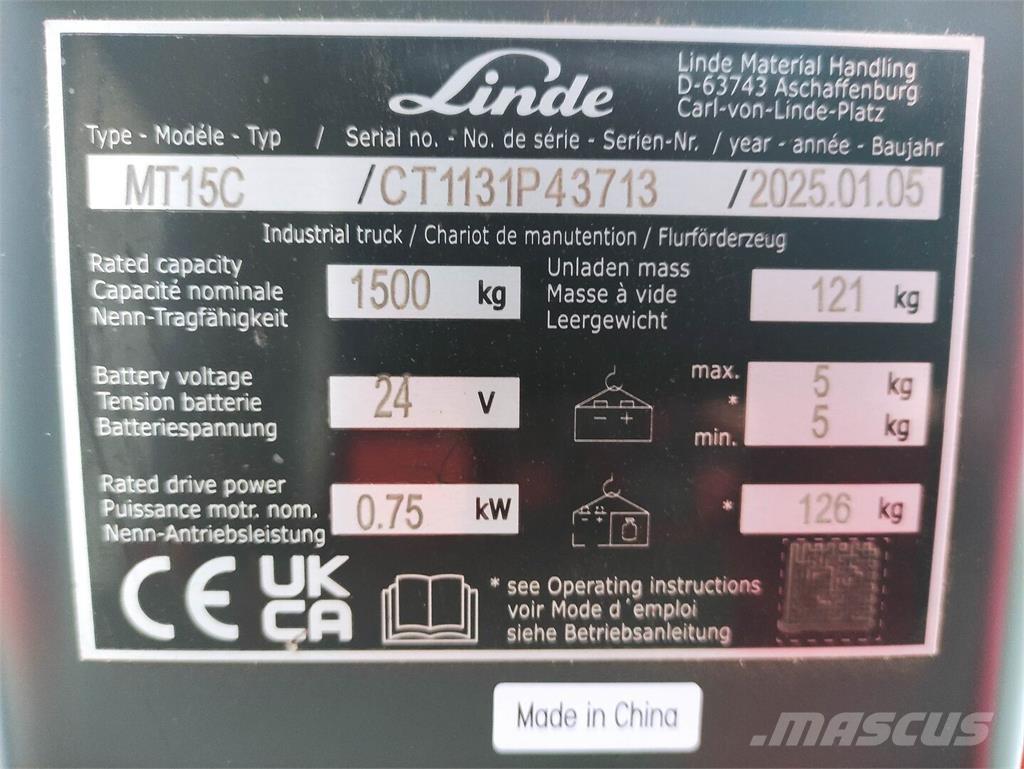 Linde
Linde Material Handling
D-63743 Aschaffenburg
Carl-von-Linde-Platz
Type - Modéle - Typ / Serial no. - No. de série - Serien-Nr. / year - année - Baujahr
MT15C /CT1131P43713 /2025.01.05
Industrial truck / Chariot de manutention / Flurförderzeug
Rated capacity
Capacité nominale
Nenn-Tragfähigkeit
1500 kg
Unladen mass
Masse à vide
Leergewicht
121 kg
Battery voltage
Tension batterie
Batteriespannung
24 V
max. 5 kg
*
min. 5 kg
- +
Rated drive power
Puissance motr. nom.
Nenn-Antriebsleistung
0.75 kW
* 126 kg
CE
UK
CA
* see Operating instructions
voir Mode d'emploi
siehe Betriebsanleitung
Made in China
MASCUS